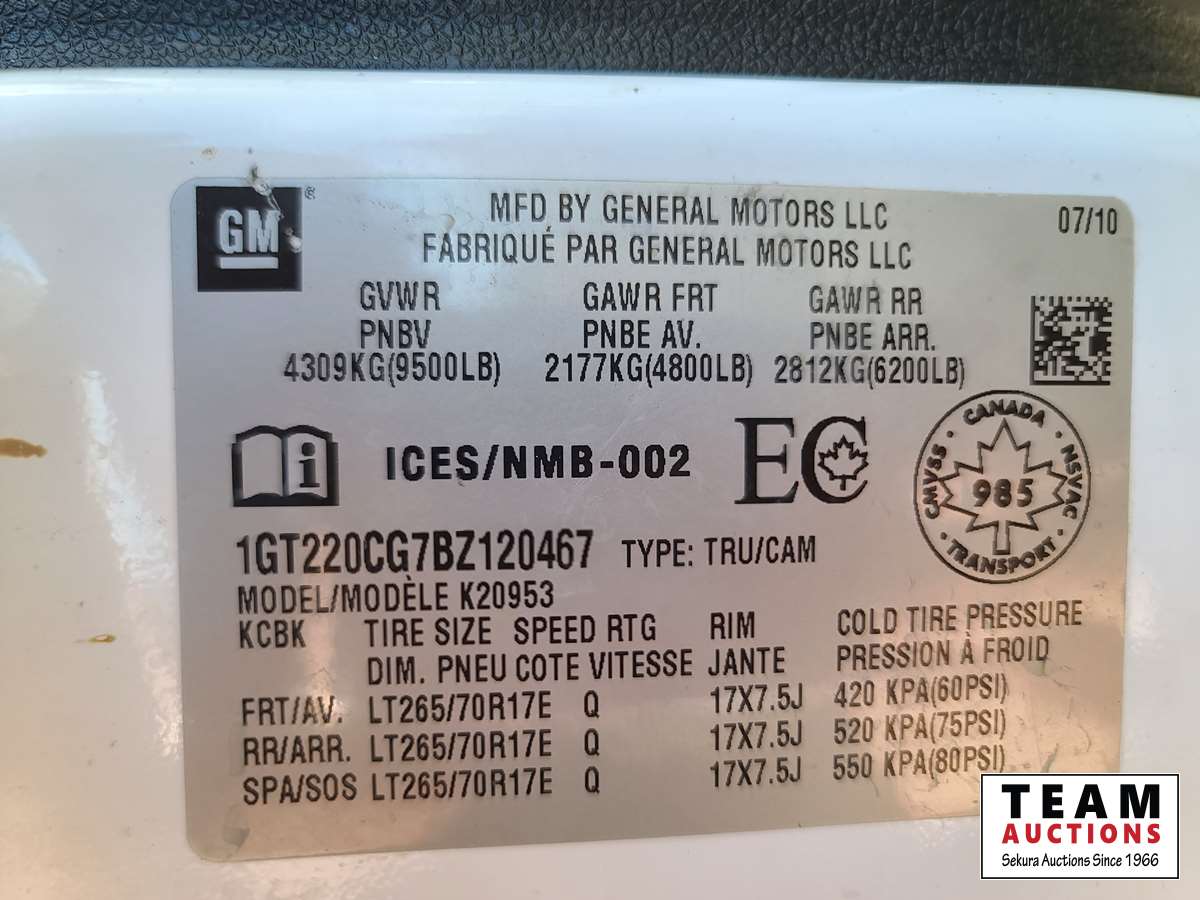 GM®
MFD BY GENERAL MOTORS LLC 07/10
FABRIQUÉ PAR GENERAL MOTORS LLC
GVWR GAWR FRT GAWR RR
PNBV PNBE AV. PNBE ARR.
4309KG(9500LB) 2177KG(4800LB) 2812KG(6200LB)
i ICES/NMB-002 EC
CANADA
CMVSS · NSVAC
985
· TRANSPORT ·
1GT220CG7BZ120467 TYPE: TRU/CAM
MODEL/MODÈLE K20953
KCBK TIRE SIZE SPEED RTG RIM COLD TIRE PRESSURE
DIM. PNEU COTE VITESSE JANTE PRESSION À FROID
FRT/AV. LT265/70R17E Q 17X7.5J 420 KPA(60PSI)
RR/ARR. LT265/70R17E Q 17X7.5J 520 KPA(75PSI)
SPA/SOS LT265/70R17E Q 17X7.5J 550 KPA(80PSI)
TEAM
AUCTIONS
Sekura Auctions Since 1966